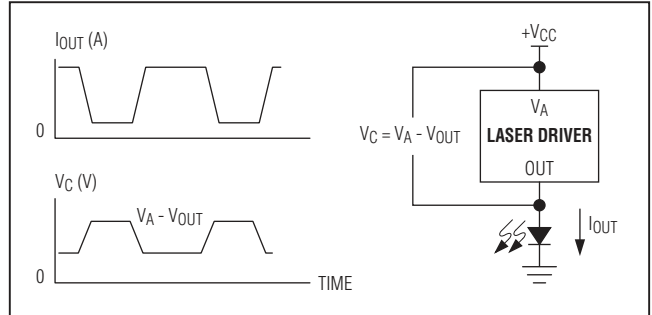 IOUT (A)
0
VC (V)
VA - VOUT
0
TIME
+VCC
VC = VA - VOUT
VA
LASER DRIVER
OUT
IOUT